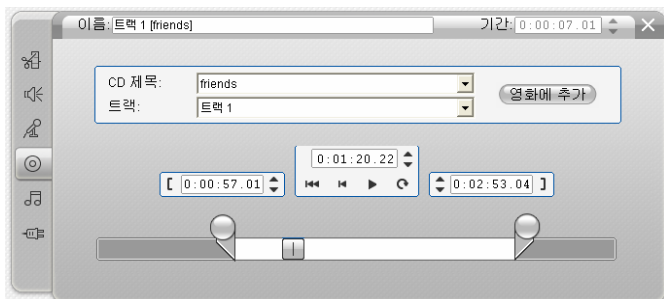 이름: 트랙 1 [friends] 기간: 0:00:07.01
CD 제목: friends
영화에 추가
트랙: 트랙 1
0:01:20.22
[ 0:00:57.01
0:02:53.04 ]